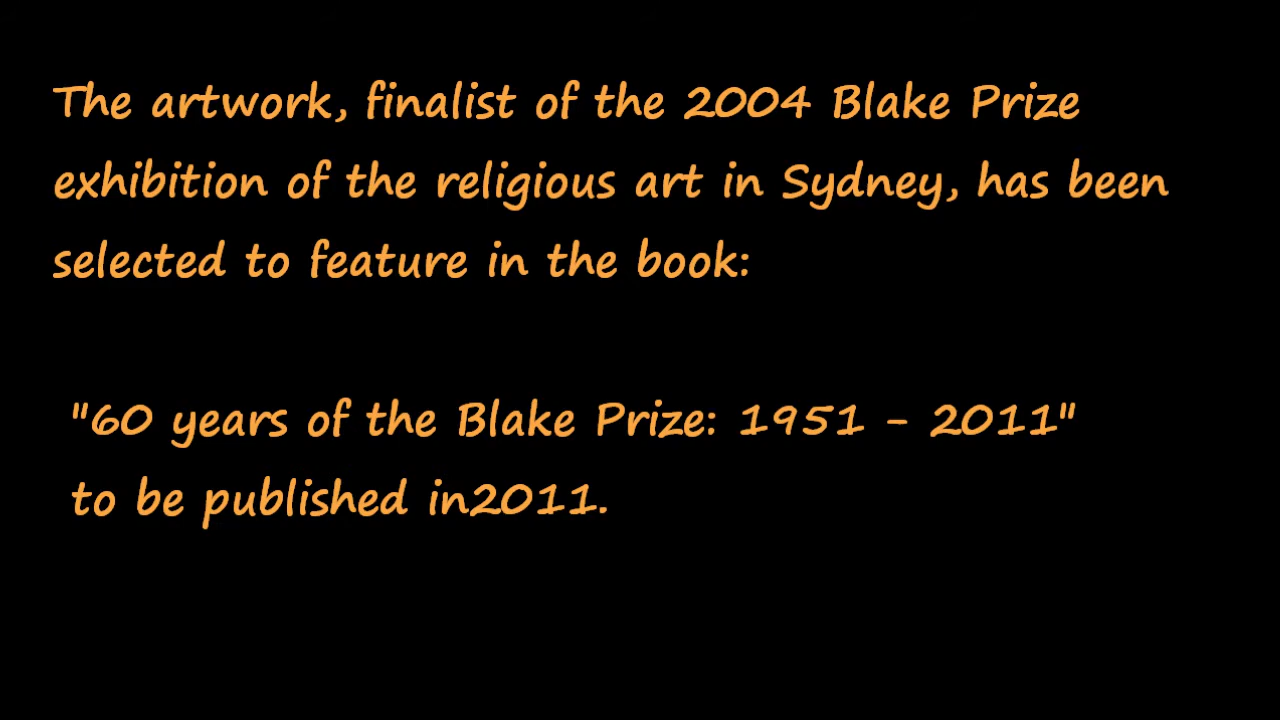 The artwork, finalist of the 2004 Blake Prize
exhibition of the religious art in Sydney, has been
selected to feature in the book:
"60 years of the Blake Prize: 1951 - 2011"
to be published in2011.